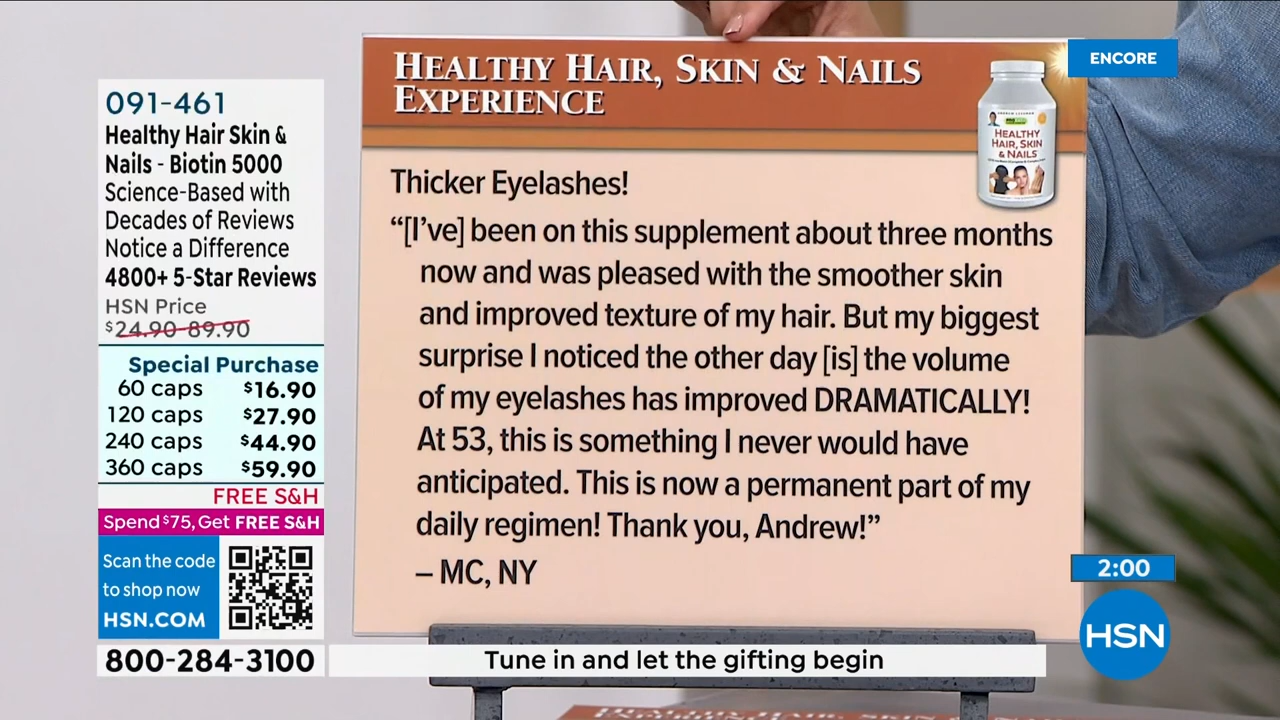 ENCORE
091-461
Healthy Hair Skin &
Nails - Biotin 5000
Science-Based with
Decades of Reviews
Notice a Difference
4800+ 5-Star Reviews
HSN Price
$24.90-89.90
Special Purchase
60 caps $16.90
120 caps $27.90
240 caps $44.90
360 caps $59.90
FREE S&H
Spend $75, Get FREE S&H
Scan the code
to shop now
HSN.COM
800-284-3100
HEALTHY HAIR, SKIN & NAILS
EXPERIENCE
HEALTHY
HAIR, SKIN
& NAILS
Thicker Eyelashes!
“[I’ve] been on this supplement about three months
now and was pleased with the smoother skin
and improved texture of my hair. But my biggest
surprise I noticed the other day [is] the volume
of my eyelashes has improved DRAMATICALLY!
At 53, this is something I never would have
anticipated. This is now a permanent part of my
daily regimen! Thank you, Andrew!”
– MC, NY
2:00
HSN
Tune in and let the gifting begin
HEALTHY HAIR, SKIN & NAILS
EXPERIENCE